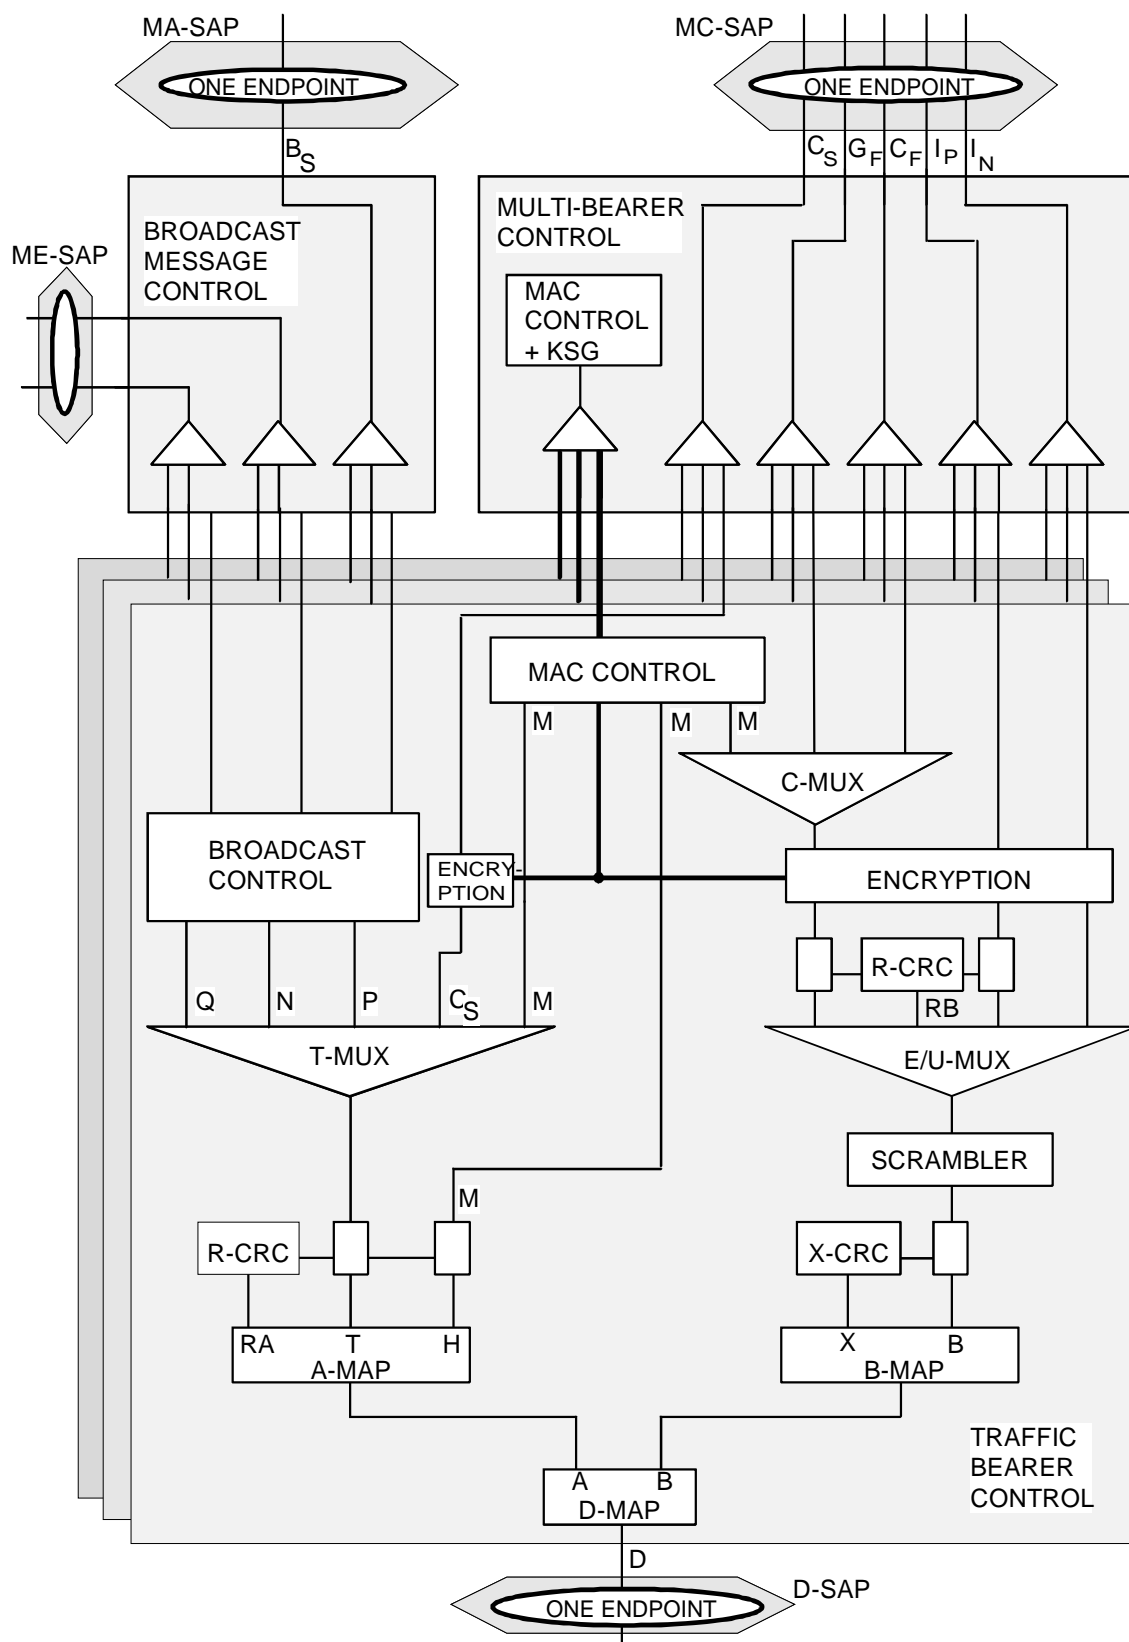 MA-SAP
MC-SAP
ONE ENDPOINT
ONE ENDPOINT
BS
CS GF CF IP IN
ME-SAP
BROADCAST
MESSAGE
CONTROL
MULTI-BEARER
CONTROL
MAC
CONTROL
+ KSG
MAC CONTROL
M
M
M
C-MUX
BROADCAST
CONTROL
ENCRY-
PTION
ENCRYPTION
R-CRC
RB
Q
N
P
CS
M
T-MUX
E/U-MUX
SCRAMBLER
M
R-CRC
X-CRC
RA
T
H
A-MAP
X
B
B-MAP
A
B
D-MAP
TRAFFIC
BEARER
CONTROL
D
D-SAP
ONE ENDPOINT